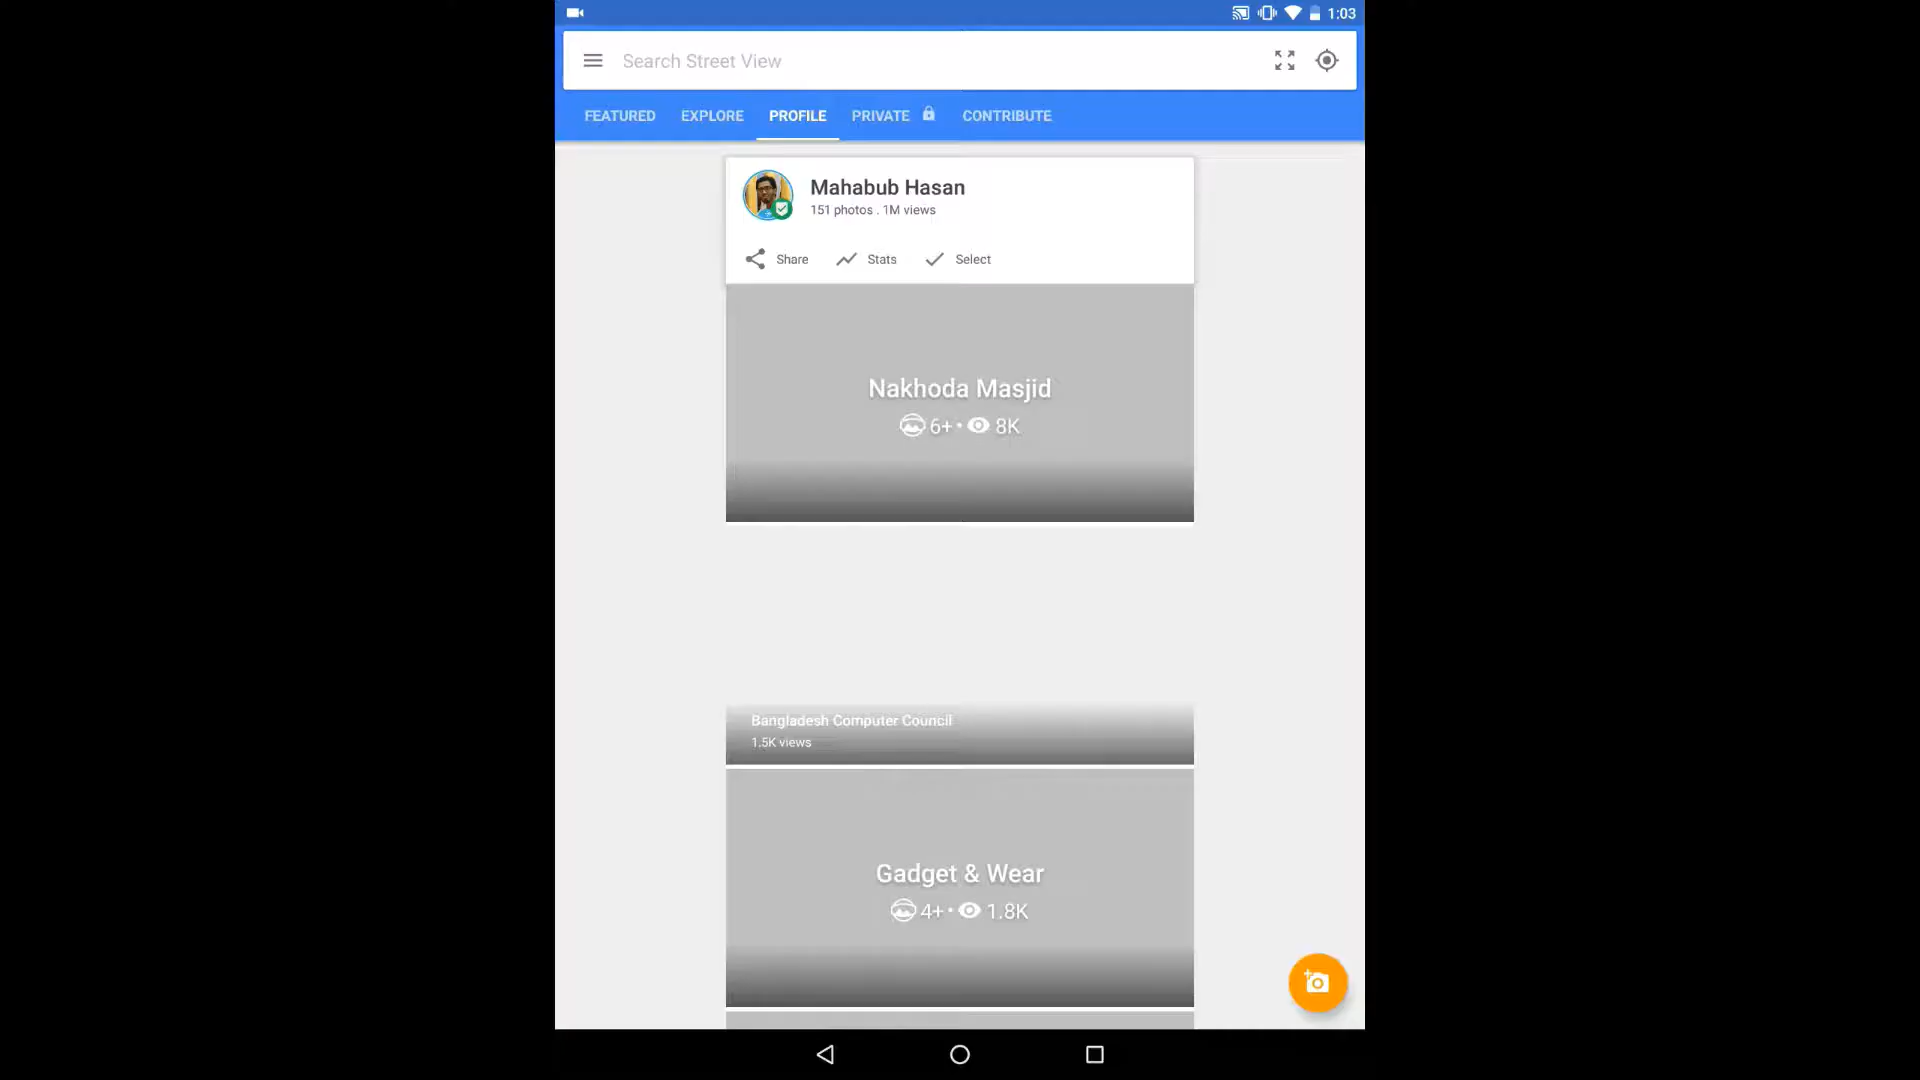 1:03
Search Street View
FEATURED EXPLORE PROFILE PRIVATE CONTRIBUTE
Mahabub Hasan
151 photos . 1M views
Share Stats Select
Nakhoda Masjid
6+ • 8K
Bangladesh Computer Council
1.5K views
Gadget & Wear
4+ • 1.8K